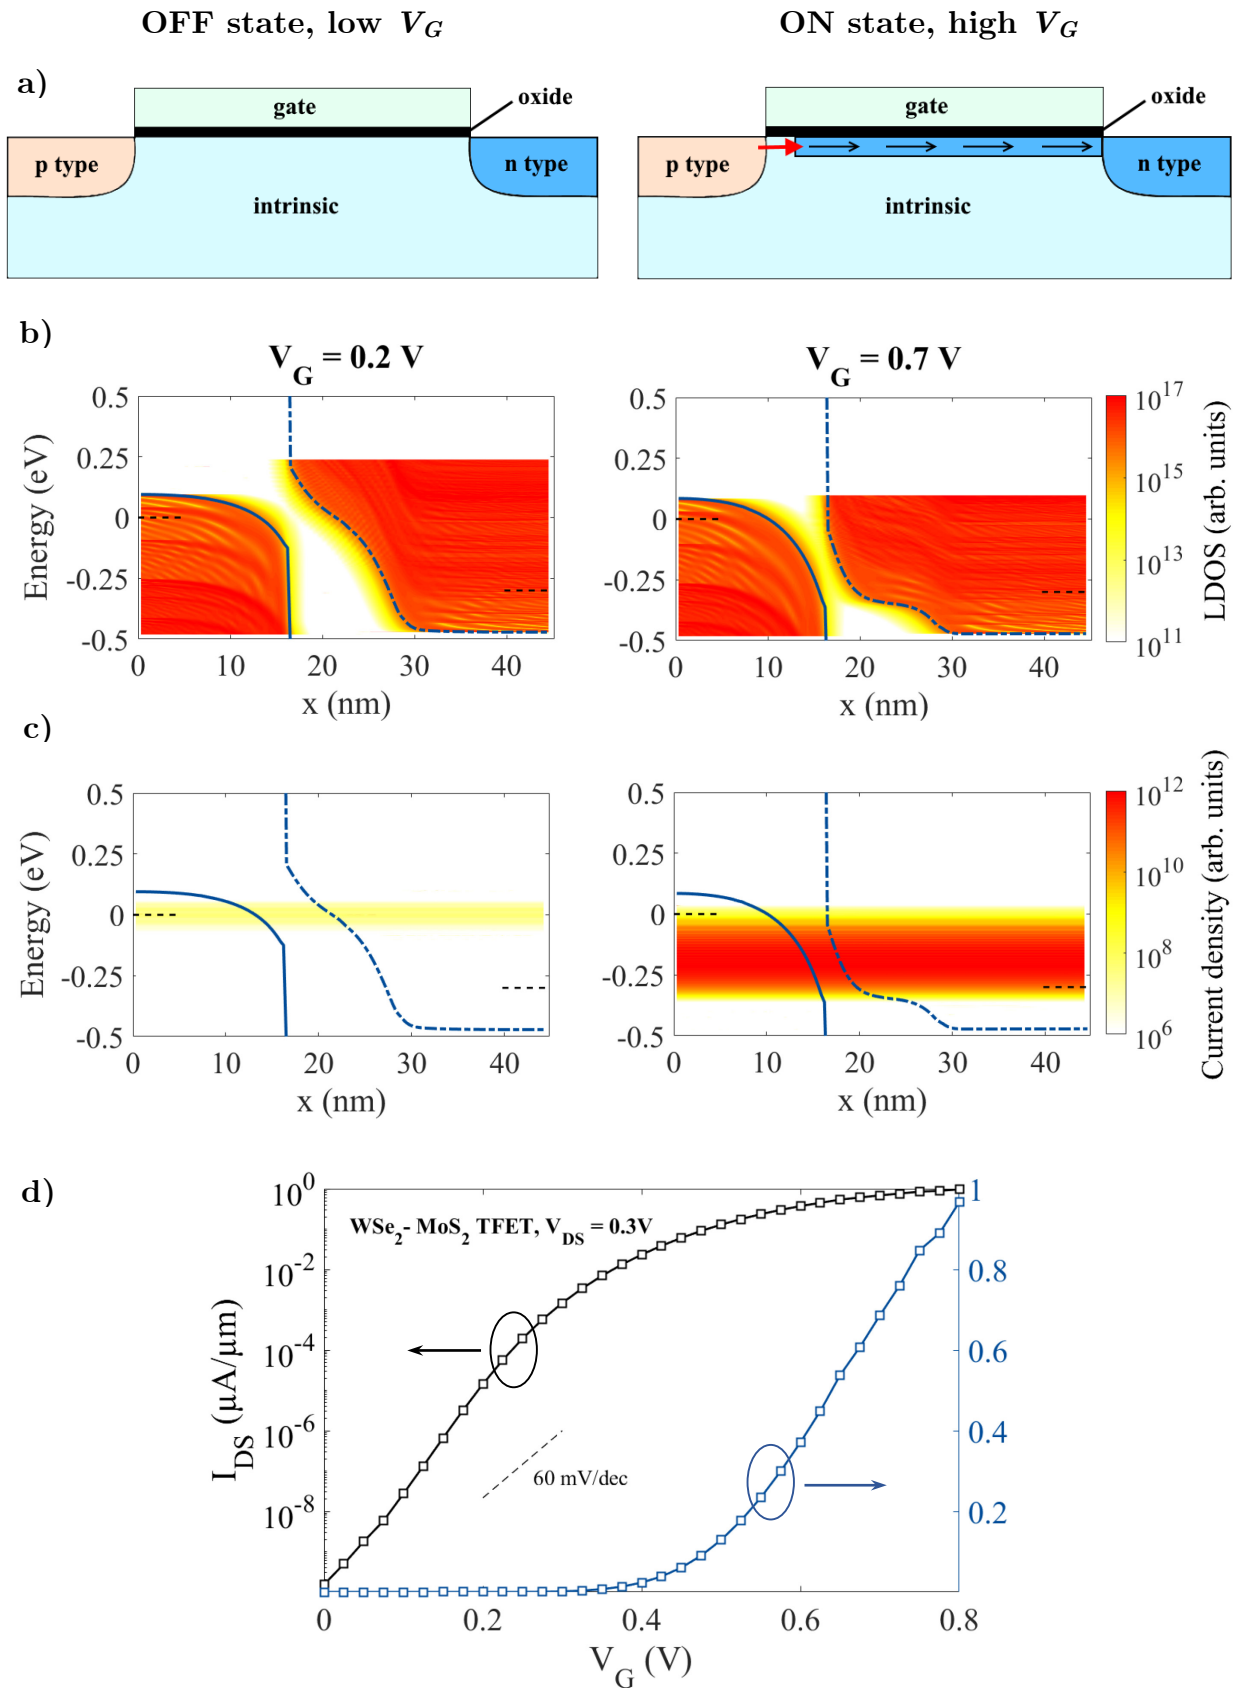 OFF state, low V_G
ON state, high V_G
a)
gate
oxide
p type
n type
intrinsic
gate
oxide
p type
n type
intrinsic
b)
V_G = 0.2 V
V_G = 0.7 V
Energy (eV)
0.5
0.25
0
-0.25
-0.5
0 10 20 30 40
x (nm)
0.5
0.25
0
-0.25
-0.5
0 10 20 30 40
x (nm)
10^17
10^15
10^13
10^11
LDOS (arb. units)
c)
Energy (eV)
0.5
0.25
0
-0.25
-0.5
0 10 20 30 40
x (nm)
0.5
0.25
0
-0.25
-0.5
0 10 20 30 40
x (nm)
10^12
10^10
10^8
10^6
Current density (arb. units)
d)
I_DS (μA/μm)
10^0
10^-2
10^-4
10^-6
10^-8
WSe_2- MoS_2 TFET, V_DS = 0.3V
60 mV/dec
1
0.8
0.6
0.4
0.2
0 0.2 0.4 0.6 0.8
V_G (V)